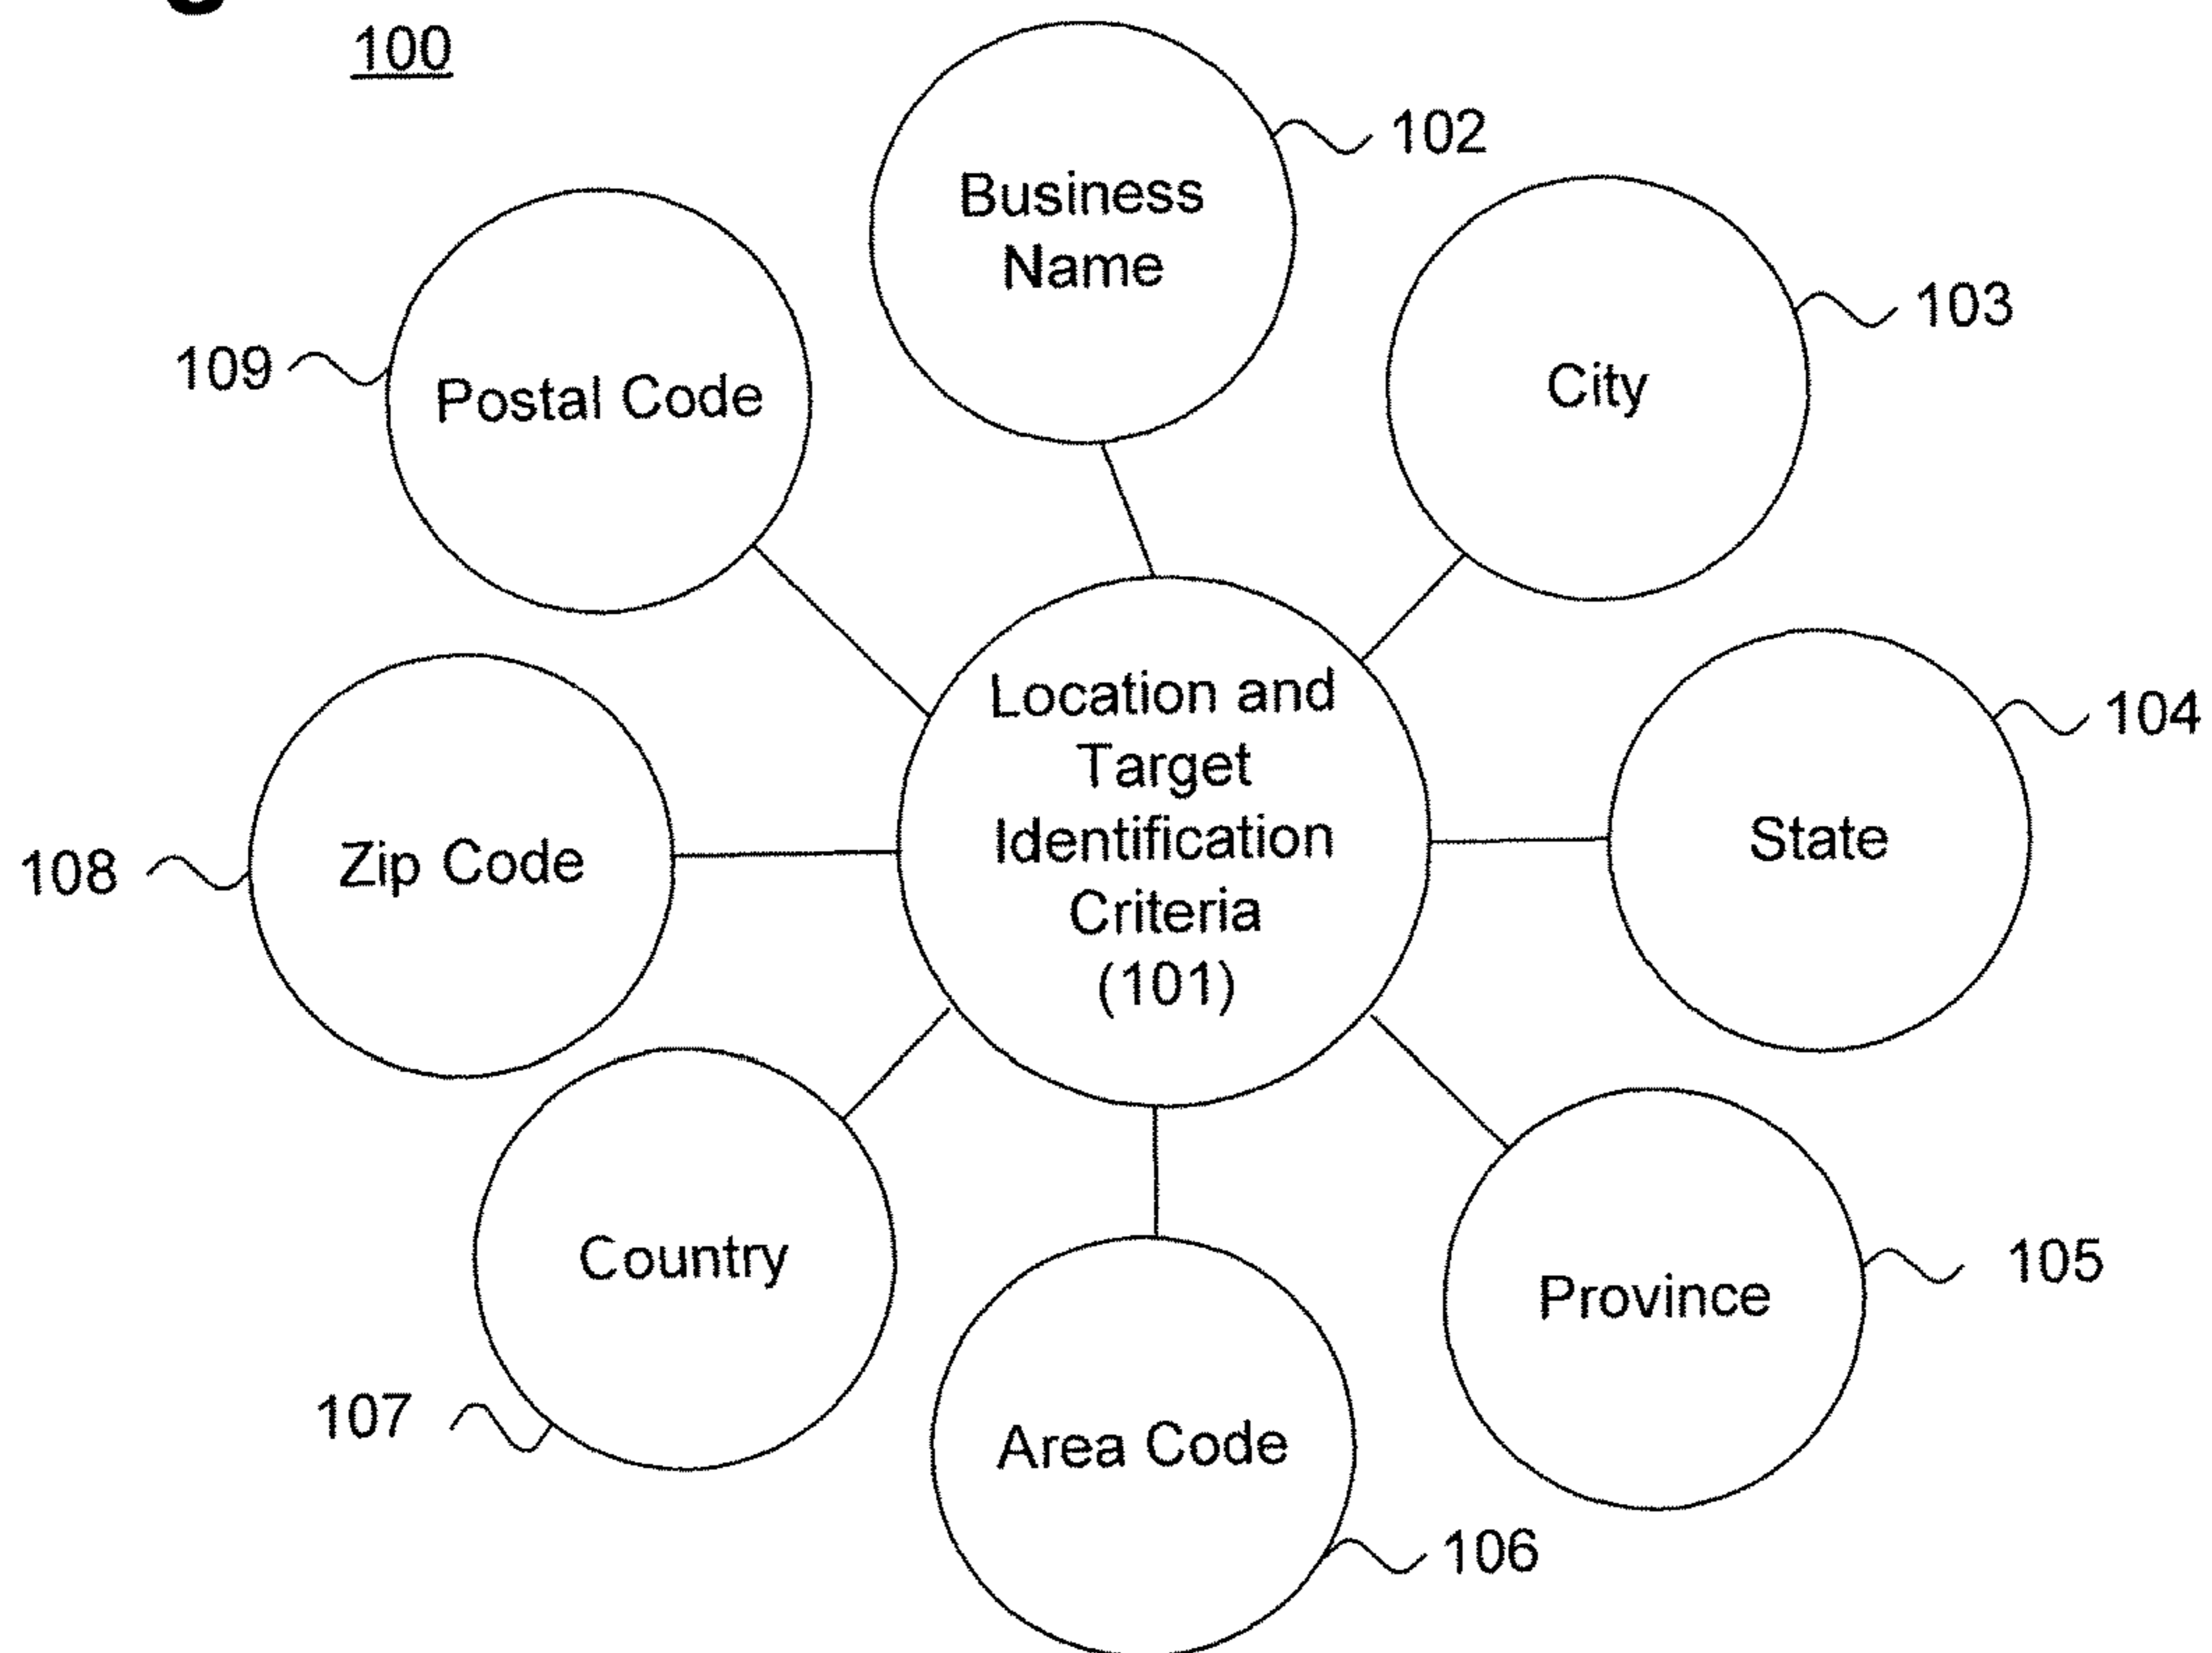 100
Business
Name
102
City
103
109
Postal Code
Location and
Target
Identification
Criteria
(101)
State
104
108
Zip Code
Country
107
Province
105
Area Code
106